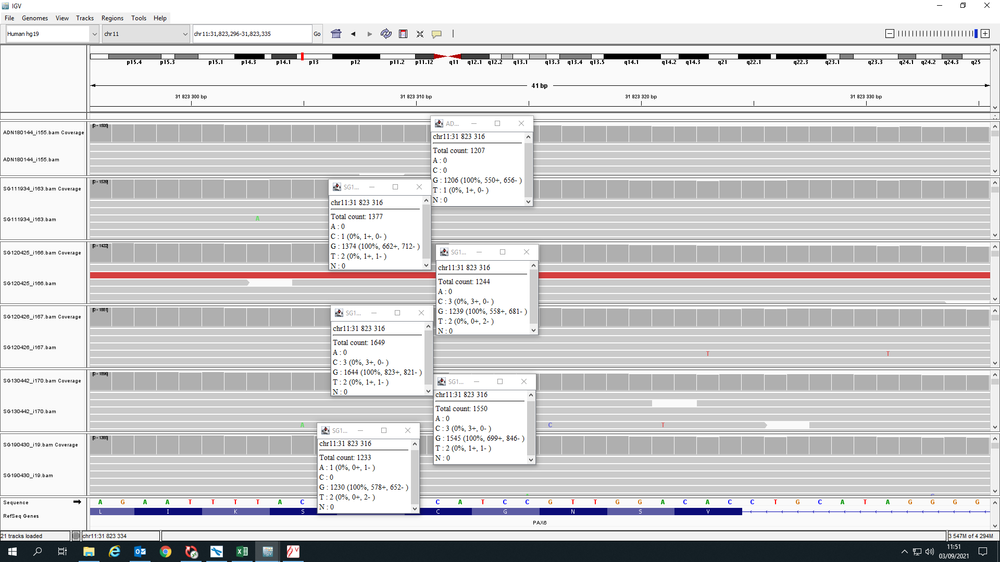 IGV
File Genomes View Tracks Regions Tools Help
Human hg19 chr11 chr11:31,823,296-31,823,335 Go
p15.4 p15.3 p15.1 p14.3 p14.1 p13 p12 p11.2 p11.12 q11 q12.1 q12.2 q13.1 q13.3 q13.4 q13.5 q14.1 q14.2 q14.3 q21 q22.1 q22.3 q23.1 q23.3 q24.1 q24.2 q24.3 q25
41 bp
31 823 300 bp 31 823 310 bp 31 823 320 bp 31 823 330 bp
ADN180144_i155.bam Coverage
[0 - 1505]
ADN180144_i155.bam
AD...
chr11:31 823 316
Total count: 1207
A : 0
C : 0
G : 1206 (100%, 550+, 656- )
T : 1 (0%, 1+, 0- )
N : 0
SG111934_i163.bam Coverage
[0 - 1539]
SG111934_i163.bam
A
SG1...
chr11:31 823 316
Total count: 1377
A : 0
C : 1 (0%, 1+, 0- )
G : 1374 (100%, 662+, 712- )
T : 2 (0%, 1+, 1- )
N : 0
SG120425_i166.bam Coverage
[0 - 1422]
SG120425_i166.bam
SG1...
chr11:31 823 316
Total count: 1244
A : 0
C : 3 (0%, 3+, 0- )
G : 1239 (100%, 558+, 681- )
T : 2 (0%, 0+, 2- )
N : 0
SG120426_i167.bam Coverage
[0 - 1881]
SG120426_i167.bam
T T
SG1...
chr11:31 823 316
Total count: 1649
A : 0
C : 3 (0%, 3+, 0- )
G : 1644 (100%, 823+, 821- )
T : 2 (0%, 1+, 1- )
N : 0
SG130442_i170.bam Coverage
[0 - 1896]
SG130442_i170.bam
A C T
SG1...
chr11:31 823 316
Total count: 1550
A : 0
C : 3 (0%, 3+, 0- )
G : 1545 (100%, 699+, 846- )
T : 2 (0%, 1+, 1- )
N : 0
SG190430_i19.bam Coverage
[0 - 1385]
SG190430_i19.bam
SG1...
chr11:31 823 316
Total count: 1233
A : 1 (0%, 0+, 1- )
C : 0
G : 1230 (100%, 578+, 652- )
T : 2 (0%, 0+, 2- )
N : 0
Sequence
A G A A T T T T A C C A T C C G T T G G A C A C C T G C A T A G G G G
RefSeq Genes
L I K S C G N S V
PAX6
21 tracks loaded chr11:31 823 334 3 547M of 4 294M
11:51
03/09/2021